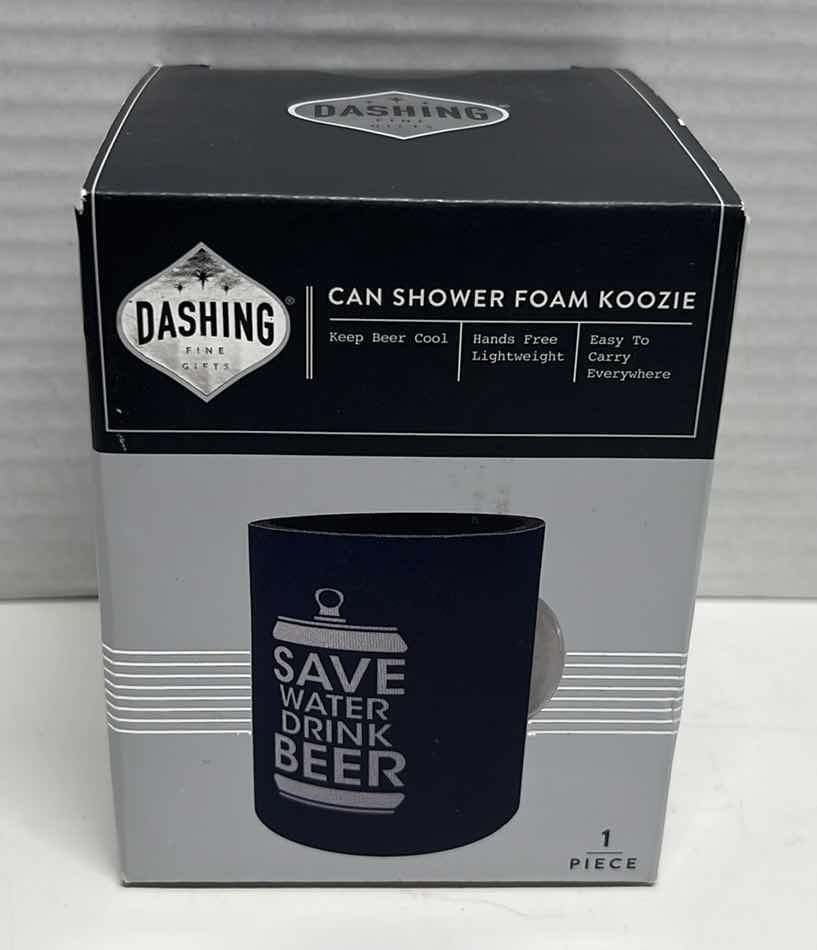 DASHING
FINE
GIFTS
DASHING®
FINE
GIFTS
CAN SHOWER FOAM KOOZIE
Keep Beer Cool
Hands Free
Lightweight
Easy To
Carry
Everywhere
SAVE
WATER
DRINK
BEER
1
PIECE